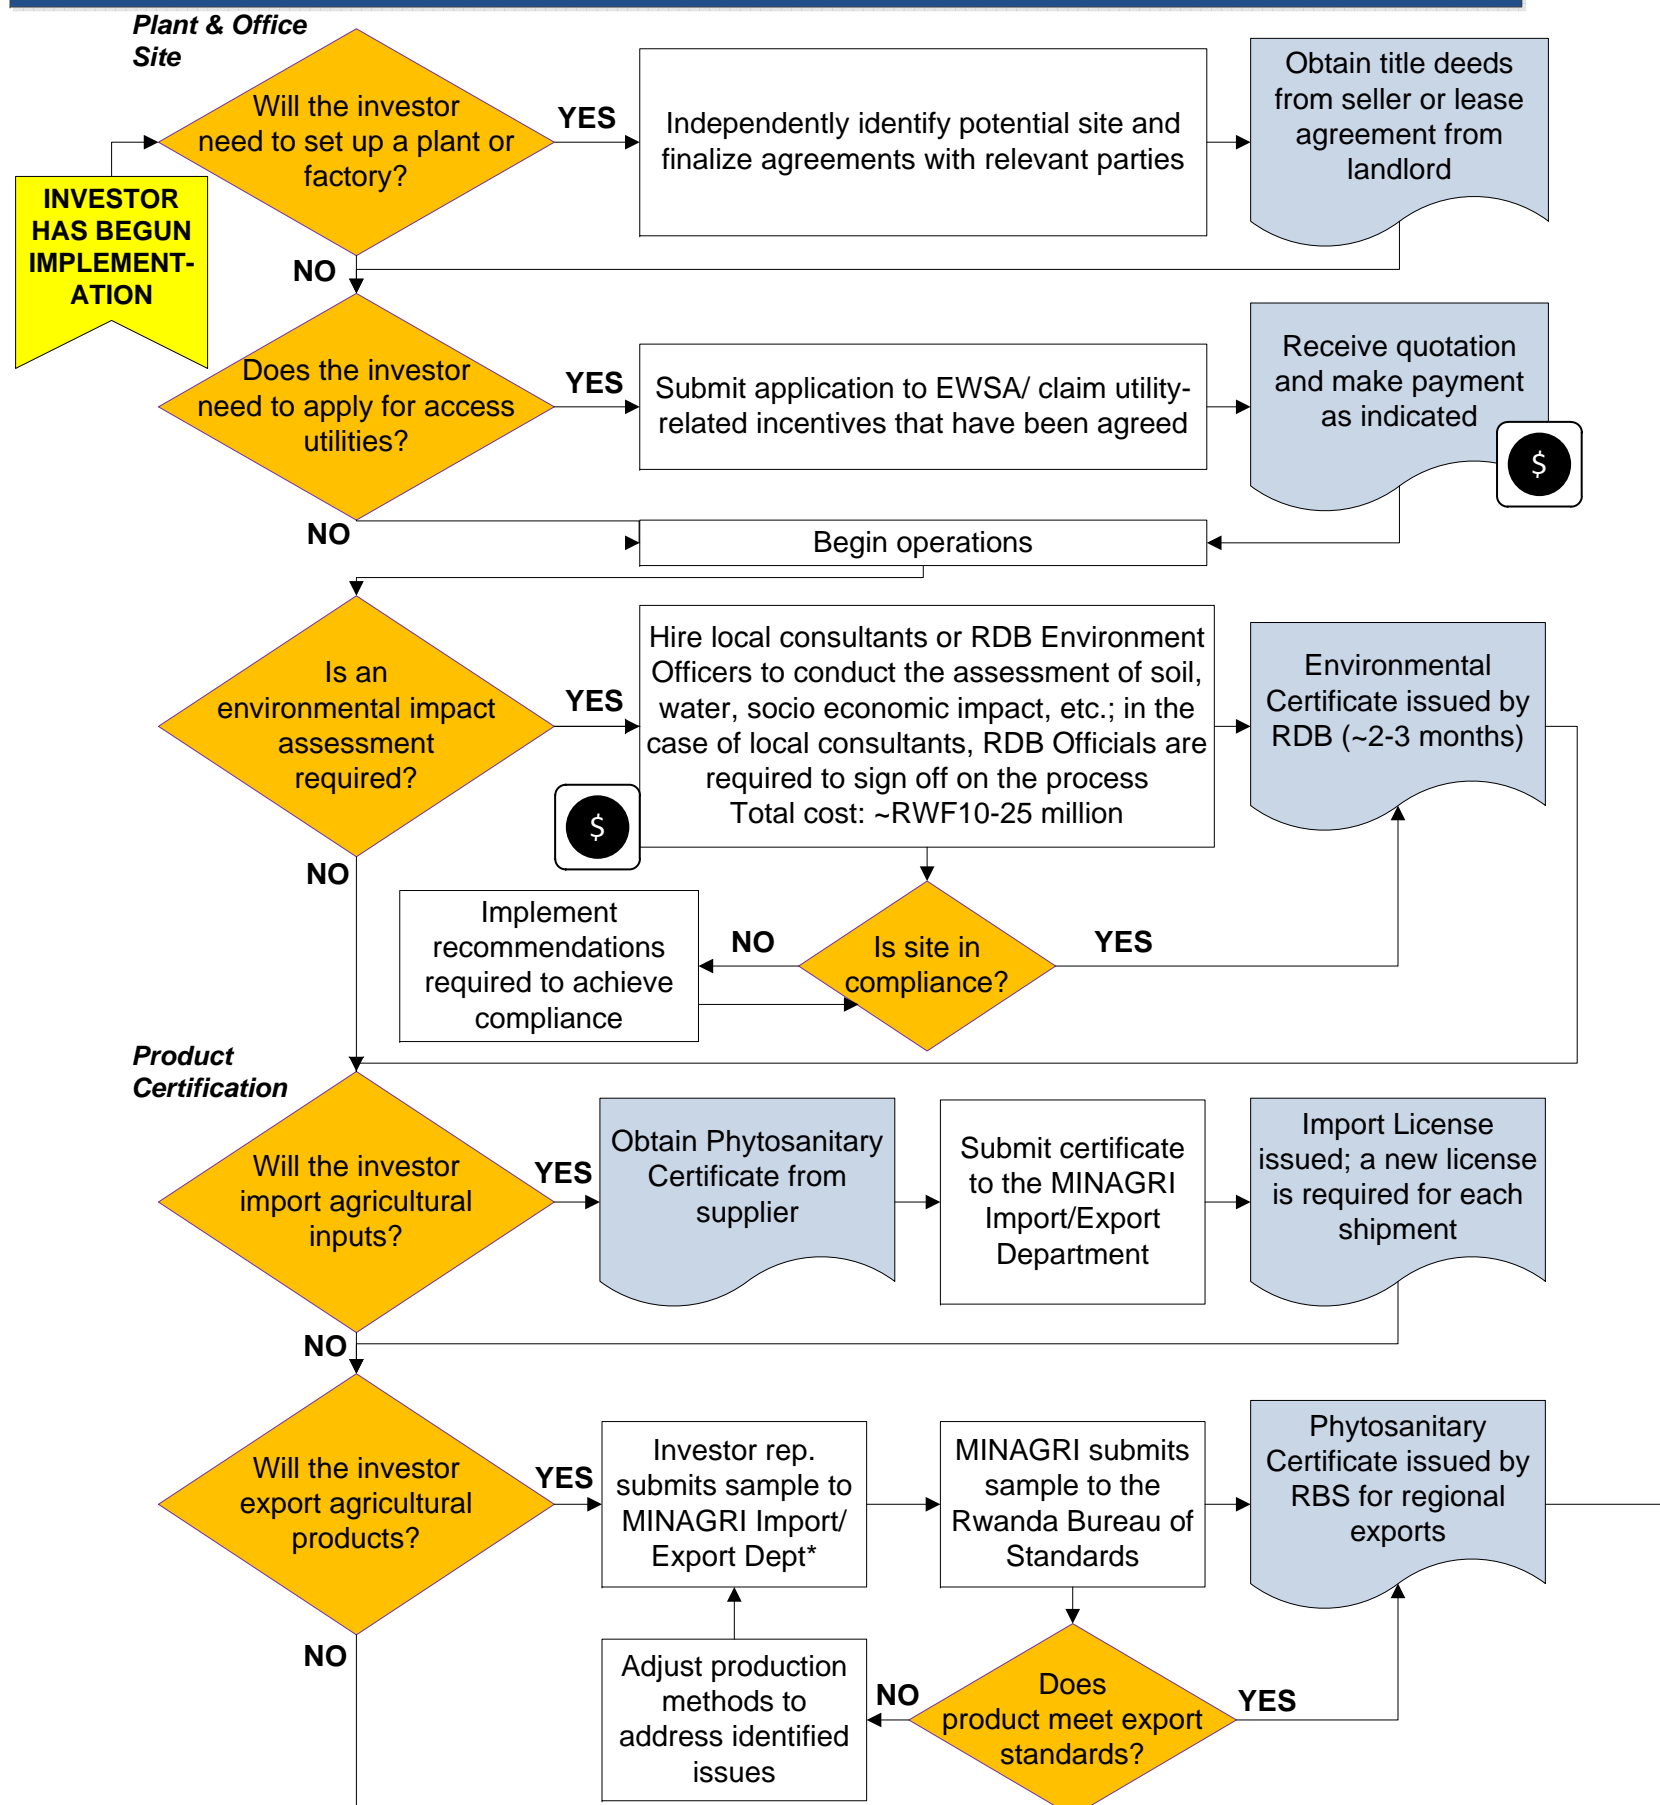 Plant & Office
Site
Will the investor
need to set up a plant or
factory?
YES
Independently identify potential site and
finalize agreements with relevant parties
Obtain title deeds
from seller or lease
agreement from
landlord
INVESTOR
HAS BEGUN
IMPLEMENT-
ATION
NO
Does the investor
need to apply for access
utilities?
YES
Submit application to EWSA/ claim utility-
related incentives that have been agreed
Receive quotation
and make payment
as indicated
$
NO
Begin operations
Is an
environmental impact
assessment
required?
YES
Hire local consultants or RDB Environment
Officers to conduct the assessment of soil,
water, socio economic impact, etc.; in the
case of local consultants, RDB Officials are
required to sign off on the process
Total cost: ~RWF10-25 million
$
Environmental
Certificate issued by
RDB (~2-3 months)
NO
Implement
recommendations
required to achieve
compliance
NO
Is site in
compliance?
YES
Product
Certification
Will the investor
import agricultural
inputs?
YES
Obtain Phytosanitary
Certificate from
supplier
Submit certificate
to the MINAGRI
Import/Export
Department
Import License
issued; a new license
is required for each
shipment
NO
Will the investor
export agricultural
products?
YES
Investor rep.
submits sample to
MINAGRI Import/
Export Dept*
MINAGRI submits
sample to the
Rwanda Bureau of
Standards
Phytosanitary
Certificate issued by
RBS for regional
exports
NO
Adjust production
methods to
address identified
issues
NO
Does
product meet export
standards?
YES